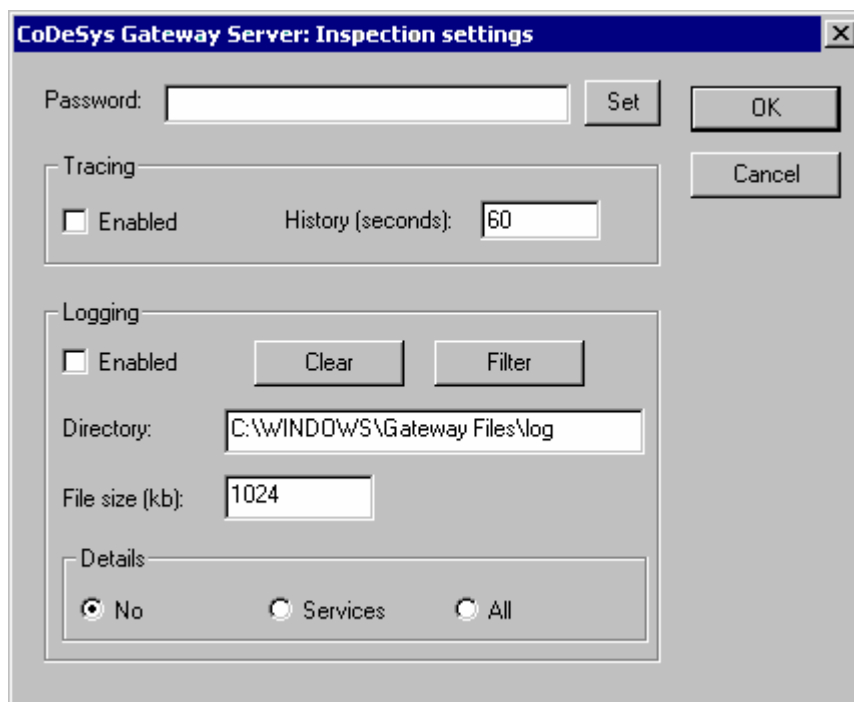 CoDeSys Gateway Server: Inspection settings
Password: Set OK
Tracing Cancel
Enabled History (seconds): 60
Logging
Enabled Clear Filter
Directory: C:\WINDOWS\Gateway Files\log
File size (kb): 1024
Details
No Services All